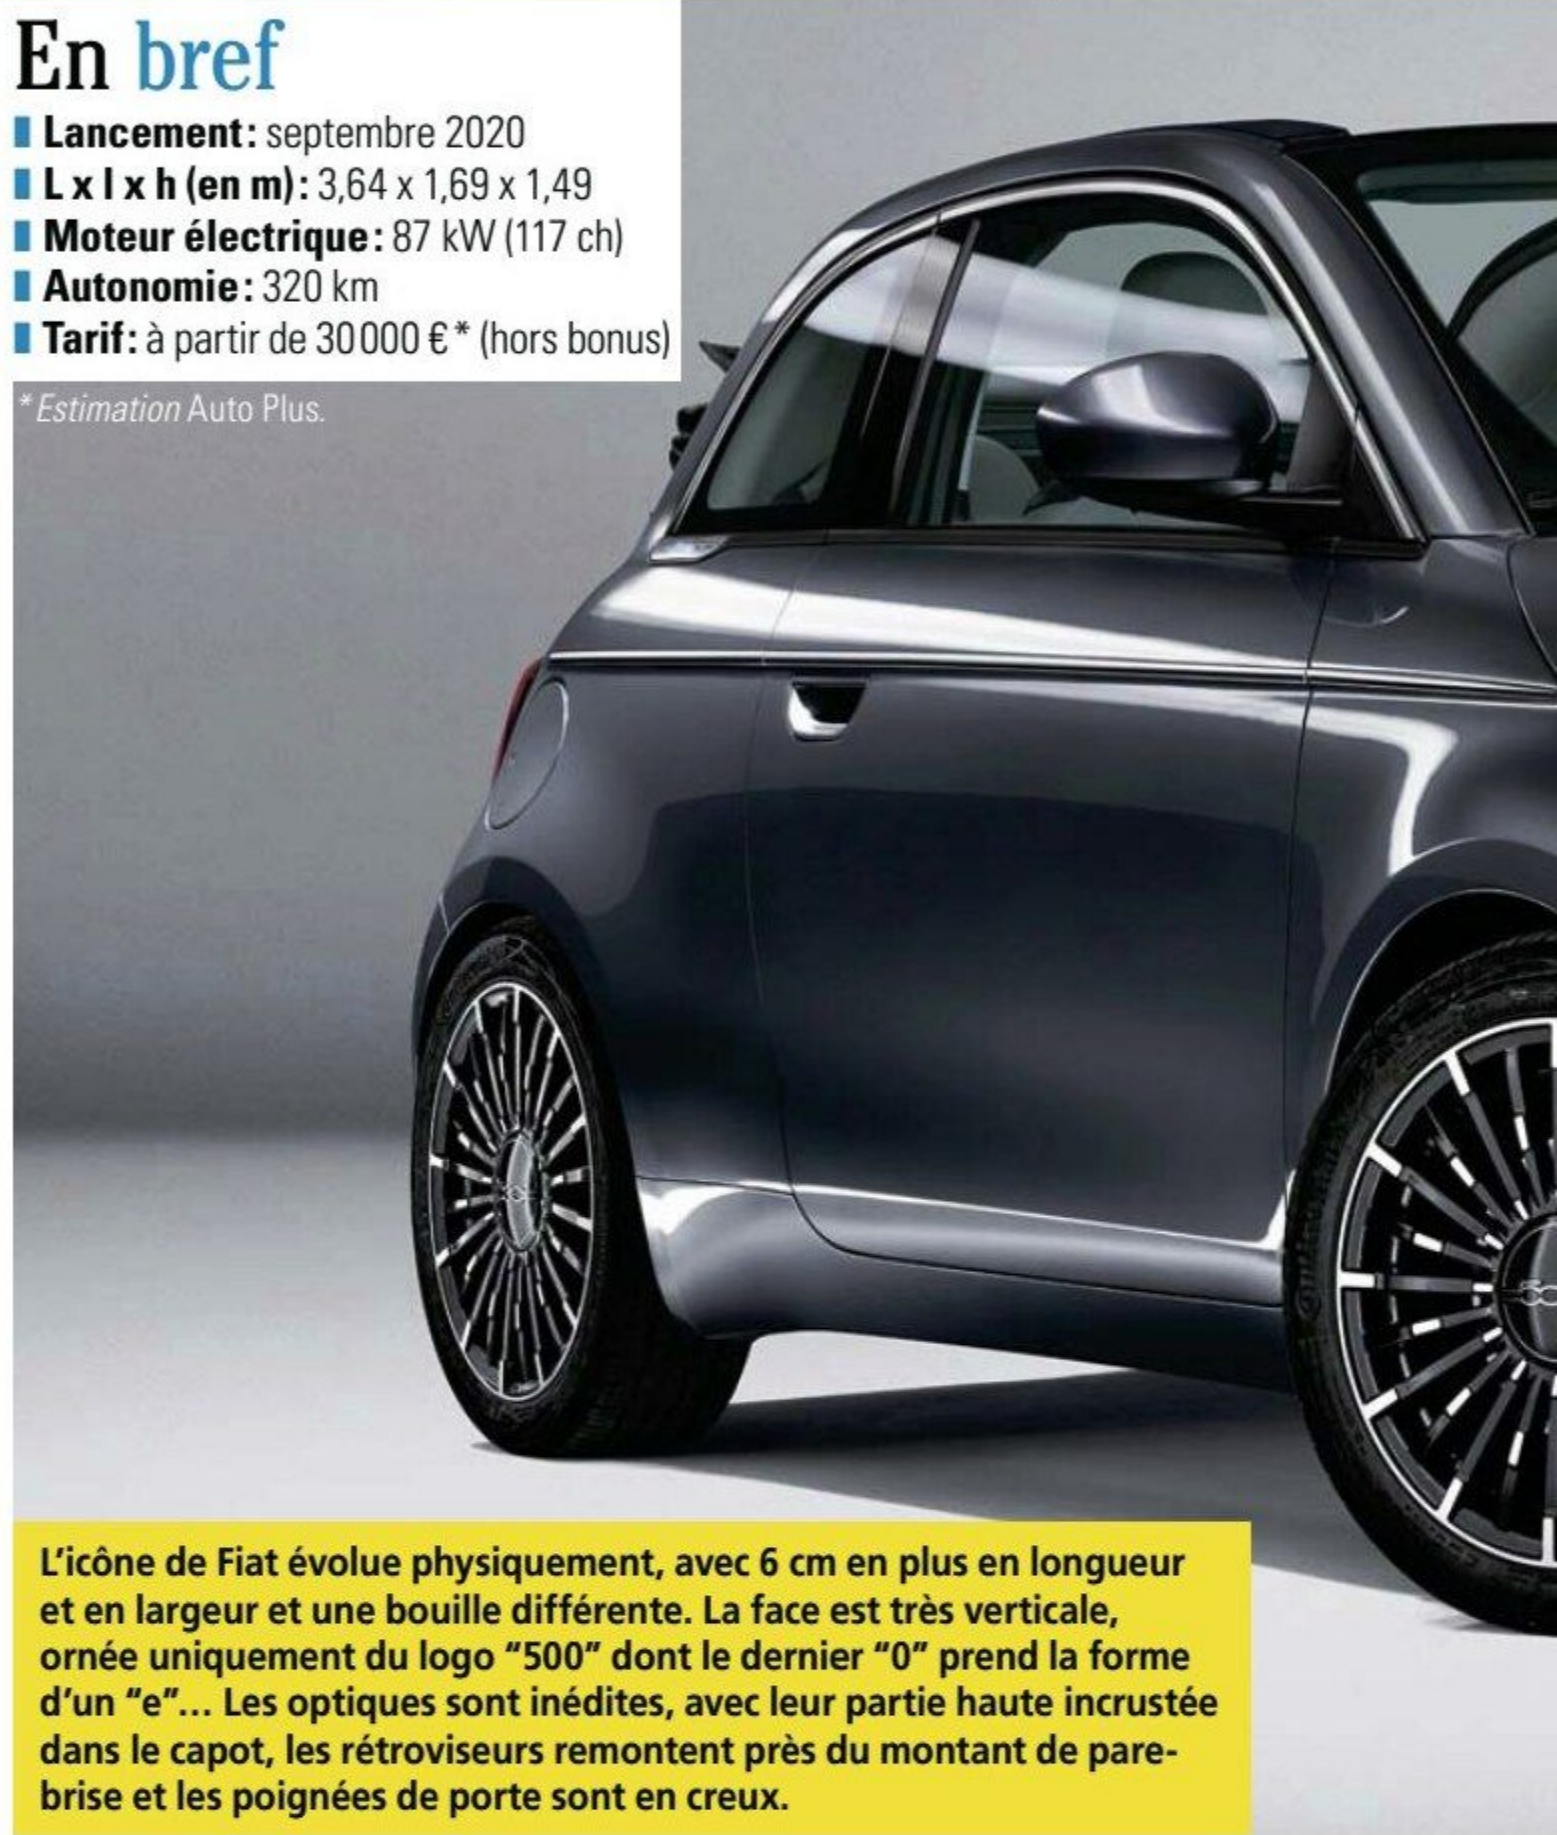 En bref
Lancement: septembre 2020
L x l x h (en m): 3,64 x 1,69 x 1,49
Moteur électrique: 87 kW (117 ch)
Autonomie: 320 km
Tarif: à partir de 30 000 €* (hors bonus)
*Estimation Auto Plus.
L'icône de Fiat évolue physiquement, avec 6 cm en plus en longueur
et en largeur et une bouille différente. La face est très verticale,
ornée uniquement du logo “500” dont le dernier “0” prend la forme
d'un “e”... Les optiques sont inédites, avec leur partie haute incrustée
dans le capot, les rétroviseurs remontent près du montant de pare-
brise et les poignées de porte sont en creux.